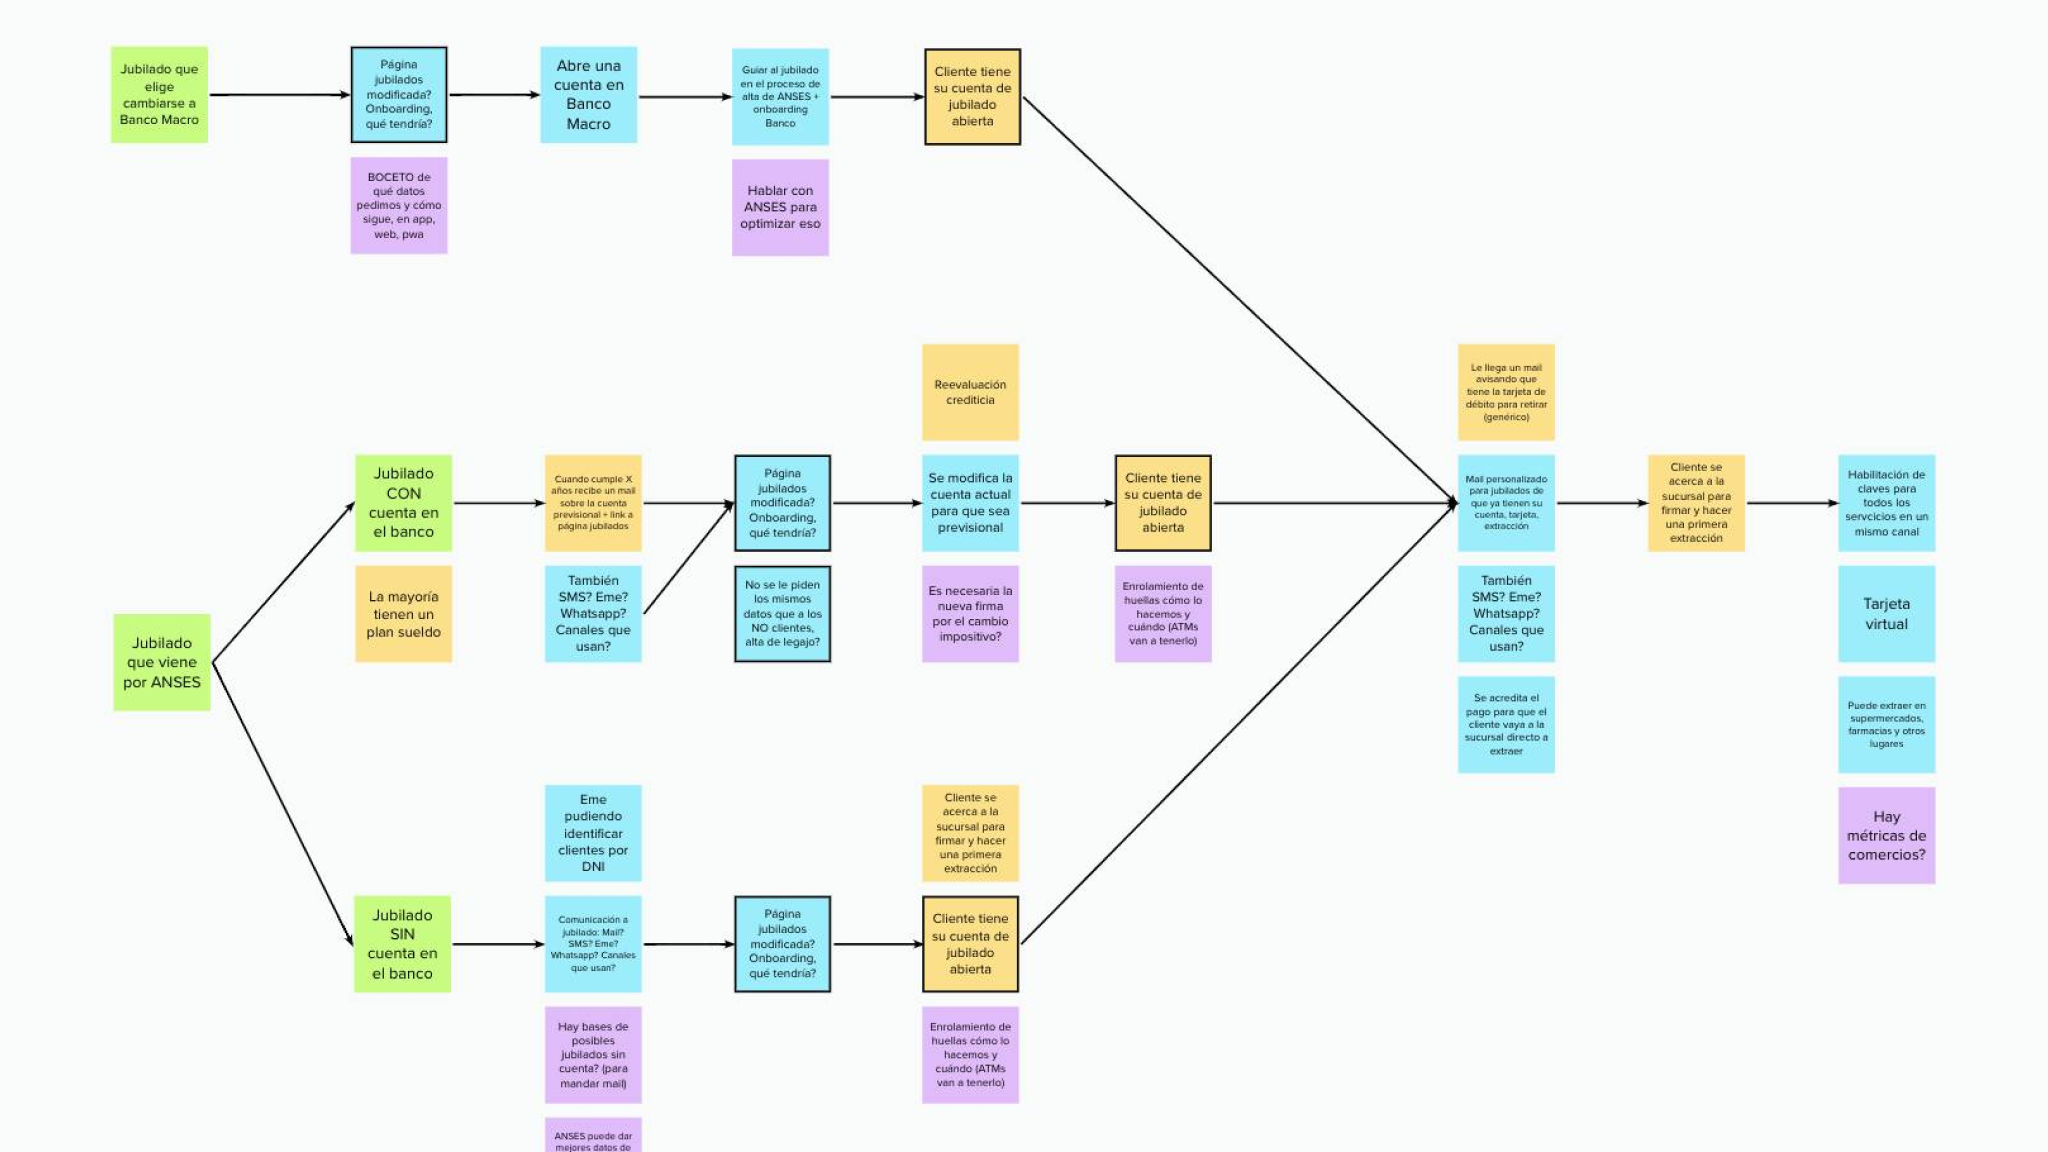 Jubilado que
elige
cambiarse a
Banco Macro
Página
jubilados
modificada?
Onboarding,
qué tendría?
Abre una
cuenta en
Banco
Macro
Guiar al jubilado
en el proceso de
alta de ANSES +
onboarding
Banco
Cliente tiene
su cuenta de
jubilado
abierta
BOCETO de
qué datos
pedimos y cómo
sigue, en app,
web, pwa
Hablar con
ANSES para
optimizar eso
Reevaluación
crediticia
Le llega un mail
avisando que
tiene la tarjeta de
débito para retirar
(genérico)
Jubilado
CON
cuenta en
el banco
Cuando cumple X
años recibe un mail
sobre la cuenta
previsional + link a
página jubilados
Página
jubilados
modificada?
Onboarding,
qué tendría?
Se modifica la
cuenta actual
para que sea
previsional
Cliente tiene
su cuenta de
jubilado
abierta
Mail personalizado
para jubilados de
que ya tienen su
cuenta, tarjeta,
extracción
Cliente se
acerca a la
sucursal para
firmar y hacer
una primera
extracción
Habilitación de
claves para
todos los
servcicios en un
mismo canal
La mayoría
tienen un
plan sueldo
También
SMS? Eme?
Whatsapp?
Canales que
usan?
No se le piden
los mismos
datos que a los
NO clientes,
alta de legajo?
Es necesaria la
nueva firma
por el cambio
impositivo?
Enrolamiento de
huellas cómo lo
hacemos y
cuándo (ATMs
van a tenerlo)
También
SMS? Eme?
Whatsapp?
Canales que
usan?
Tarjeta
virtual
Jubilado
que viene
por ANSES
Se acredita el
pago para que el
cliente vaya a la
sucursal directo a
extraer
Puede extraer en
supermercados,
farmacias y otros
lugares
Eme
pudiendo
identificar
clientes por
DNI
Cliente se
acerca a la
sucursal para
firmar y hacer
una primera
extracción
Hay
métricas de
comercios?
Jubilado
SIN
cuenta en
el banco
Comunicación a
jubilado: Mail?
SMS? Eme?
Whatsapp? Canales
que usan?
Página
jubilados
modificada?
Onboarding,
qué tendría?
Cliente tiene
su cuenta de
jubilado
abierta
Hay bases de
posibles
jubilados sin
cuenta? (para
mandar mail)
Enrolamiento de
huellas cómo lo
hacemos y
cuándo (ATMs
van a tenerlo)
ANSES puede dar
mejores datos de